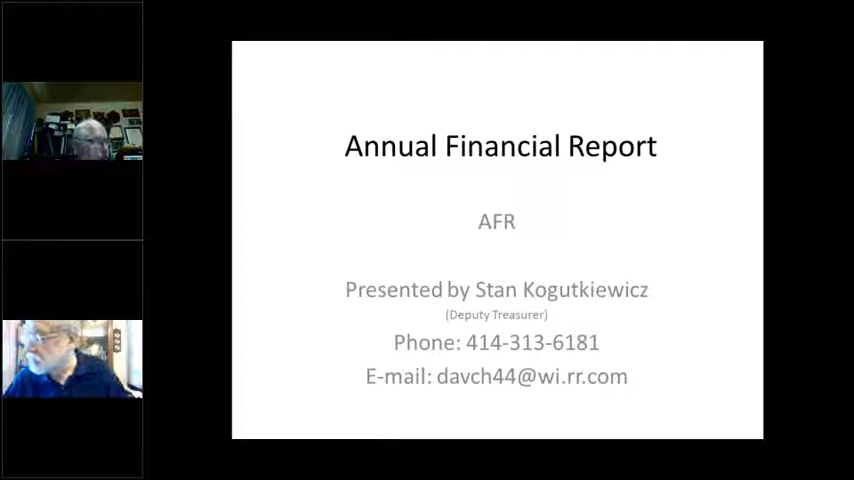 Annual Financial Report
AFR
Presented by Stan Kogutkiewicz
(Deputy Treasurer)
Phone: 414-313-6181
E-mail: davch44@wi.rr.com